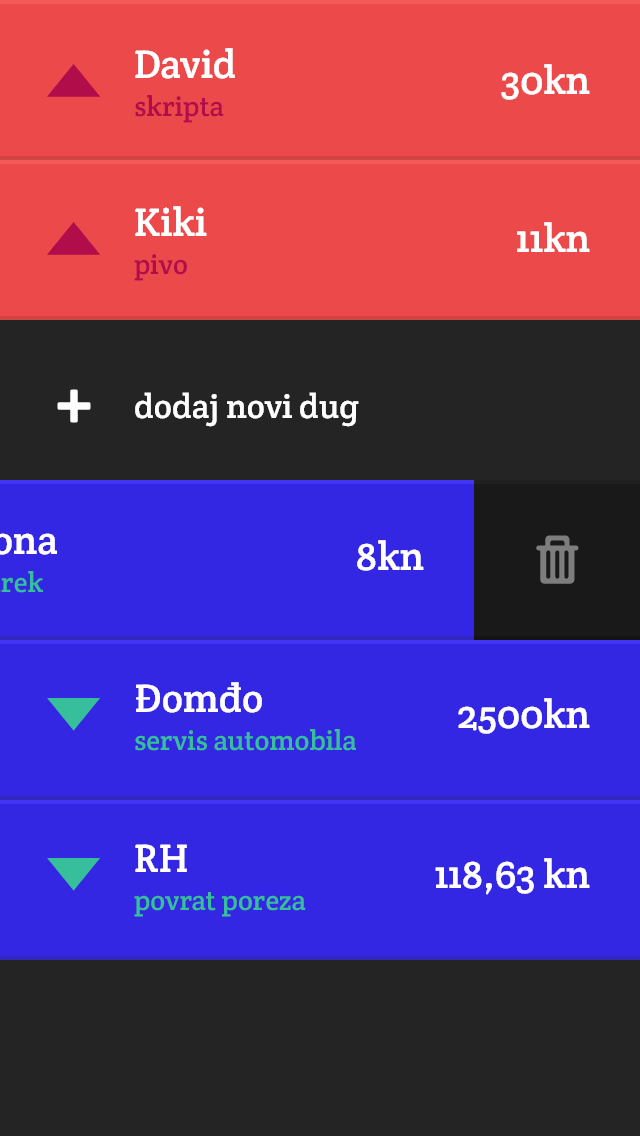 David
skripta
30kn
Kiki
pivo
11kn
dodaj novi dug
ona
rek
8kn
Đomđo
servis automobila
2500kn
RH
povrat poreza
118,63 kn